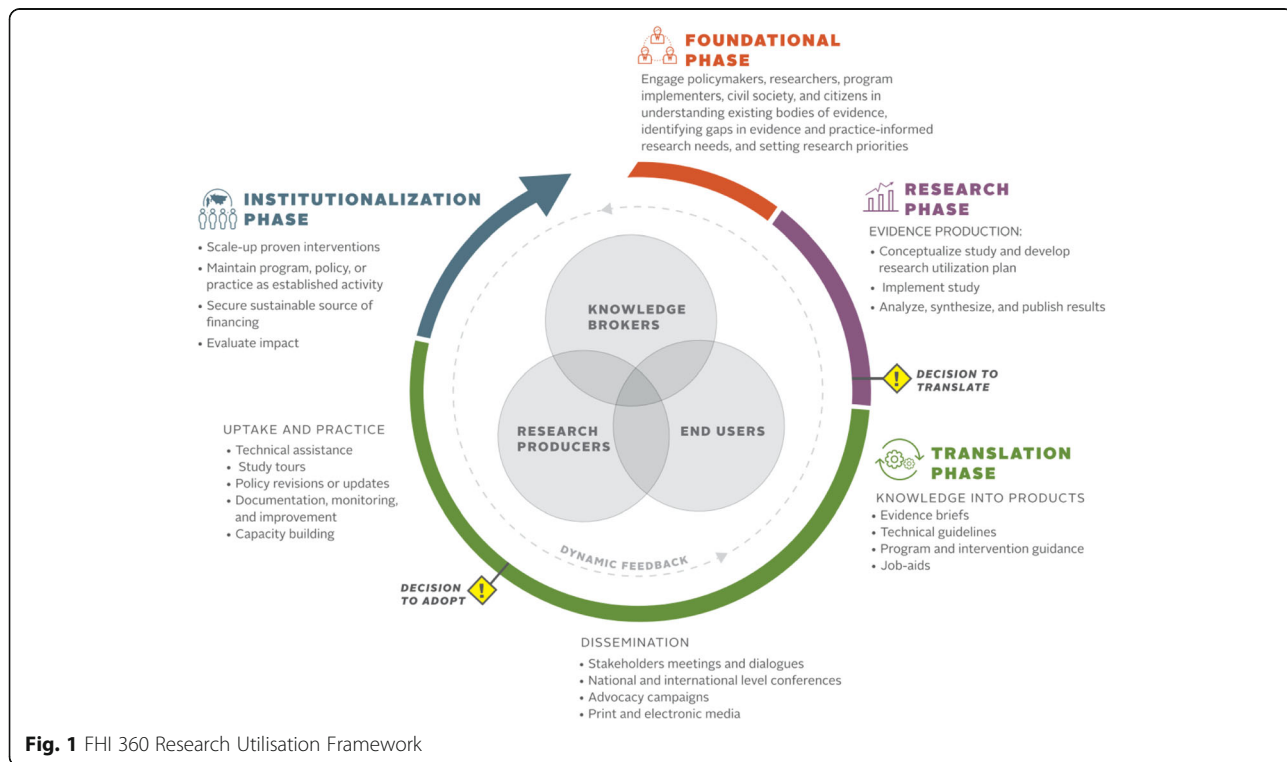 FOUNDATIONAL
PHASE
Engage policymakers, researchers, program
implementers, civil society, and citizens in
understanding existing bodies of evidence,
identifying gaps in evidence and practice-informed
research needs, and setting research priorities
RESEARCH
PHASE
EVIDENCE PRODUCTION:
• Conceptualize study and develop
research utilization plan
• Implement study
• Analyze, synthesize, and publish results
! DECISION TO
TRANSLATE
TRANSLATION
PHASE
KNOWLEDGE INTO PRODUCTS
• Evidence briefs
• Technical guidelines
• Program and intervention guidance
• Job-aids
DISSEMINATION
• Stakeholders meetings and dialogues
• National and international level conferences
• Advocacy campaigns
• Print and electronic media
DECISION
TO ADOPT !
UPTAKE AND PRACTICE
• Technical assistance
• Study tours
• Policy revisions or updates
• Documentation, monitoring,
and improvement
• Capacity building
INSTITUTIONALIZATION
PHASE
• Scale-up proven interventions
• Maintain program, policy, or
practice as established activity
• Secure sustainable source of
financing
• Evaluate impact
KNOWLEDGE
BROKERS
RESEARCH
PRODUCERS
END USERS
DYNAMIC FEEDBACK
Fig. 1 FHI 360 Research Utilisation Framework